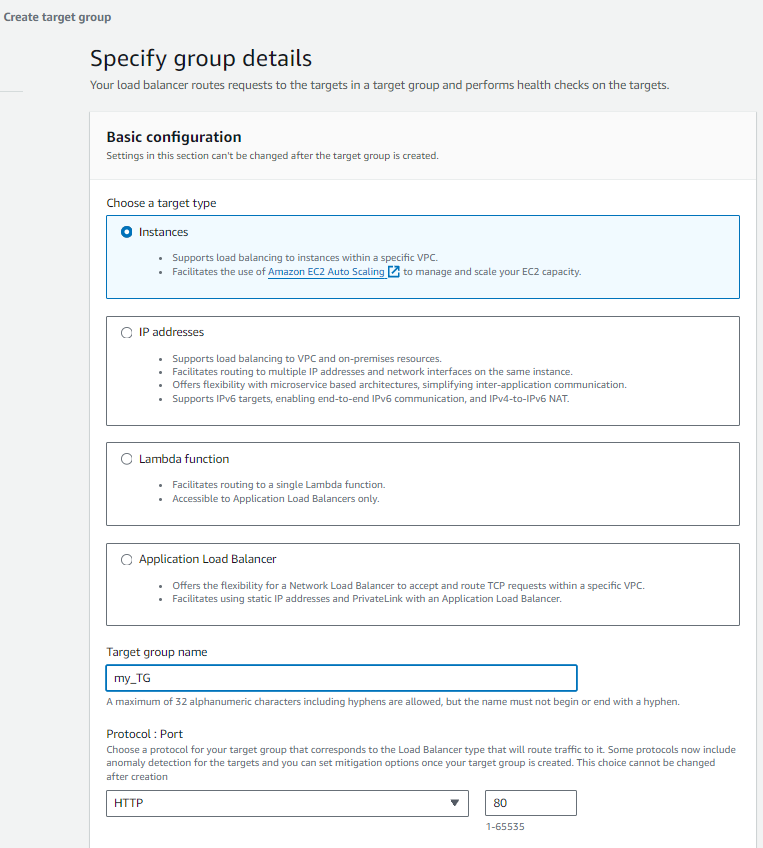 Create target group
Specify group details
Your load balancer routes requests to the targets in a target group and performs health checks on the targets.
Basic configuration
Settings in this section can't be changed after the target group is created.
Choose a target type
Instances
• Supports load balancing to instances within a specific VPC.
• Facilitates the use of Amazon EC2 Auto Scaling to manage and scale your EC2 capacity.
IP addresses
• Supports load balancing to VPC and on-premises resources.
• Facilitates routing to multiple IP addresses and network interfaces on the same instance.
• Offers flexibility with microservice based architectures, simplifying inter-application communication.
• Supports IPv6 targets, enabling end-to-end IPv6 communication, and IPv4-to-IPv6 NAT.
Lambda function
• Facilitates routing to a single Lambda function.
• Accessible to Application Load Balancers only.
Application Load Balancer
• Offers the flexibility for a Network Load Balancer to accept and route TCP requests within a specific VPC.
• Facilitates using static IP addresses and PrivateLink with an Application Load Balancer.
Target group name
my_TG
A maximum of 32 alphanumeric characters including hyphens are allowed, but the name must not begin or end with a hyphen.
Protocol : Port
Choose a protocol for your target group that corresponds to the Load Balancer type that will route traffic to it. Some protocols now include
anomaly detection for the targets and you can set mitigation options once your target group is created. This choice cannot be changed
after creation
HTTP 80
1-65535